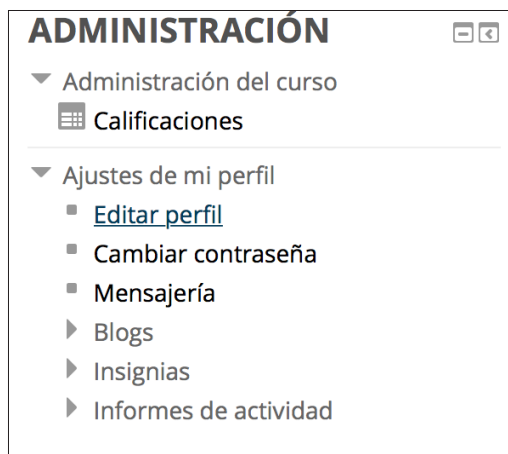 ADMINISTRACIÓN
Administración del curso
Calificaciones
Ajustes de mi perfil
Editar perfil
Cambiar contraseña
Mensajería
Blogs
Insignias
Informes de actividad